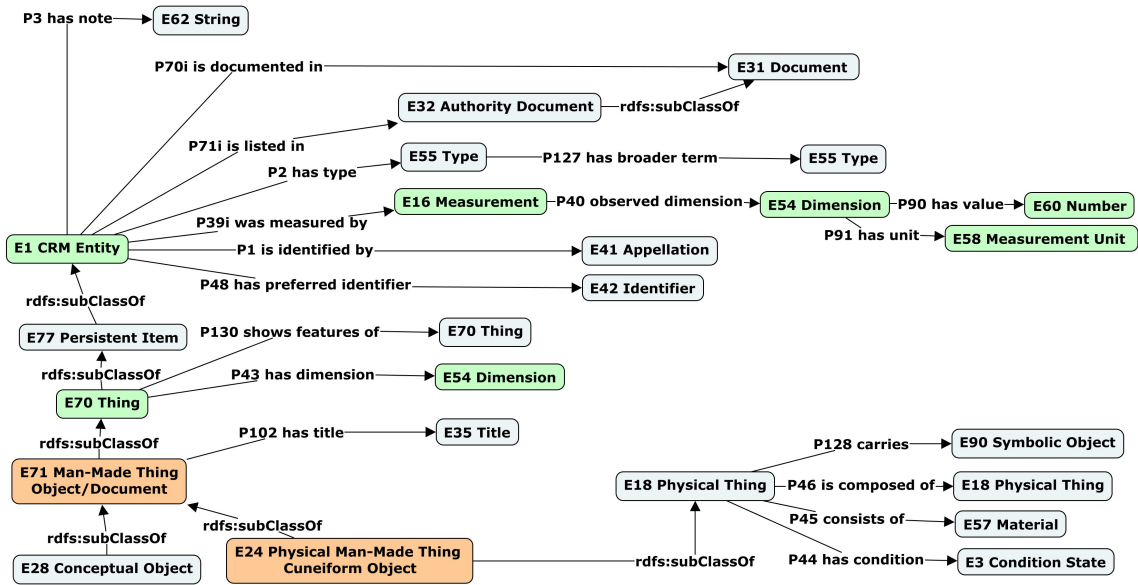 P3 has note
E62 String
P70i is documented in
E31 Document
E32 Authority Document
rdfs:subClassOf
P71i is listed in
E55 Type
P127 has broader term
E55 Type
P2 has type
E16 Measurement
P40 observed dimension
E54 Dimension
P90 has value
E60 Number
P39i was measured by
P91 has unit
E58 Measurement Unit
E1 CRM Entity
P1 is identified by
E41 Appellation
P48 has preferred identifier
E42 Identifier
rdfs:subClassOf
E77 Persistent Item
P130 shows features of
E70 Thing
rdfs:subClassOf
P43 has dimension
E54 Dimension
E70 Thing
P102 has title
E35 Title
rdfs:subClassOf
P128 carries
E90 Symbolic Object
E71 Man-Made Thing
Object/Document
E18 Physical Thing
P46 is composed of
E18 Physical Thing
rdfs:subClassOf
P45 consists of
E57 Material
rdfs:subClassOf
E24 Physical Man-Made Thing
Cuneiform Object
rdfs:subClassOf
P44 has condition
E3 Condition State
E28 Conceptual Object